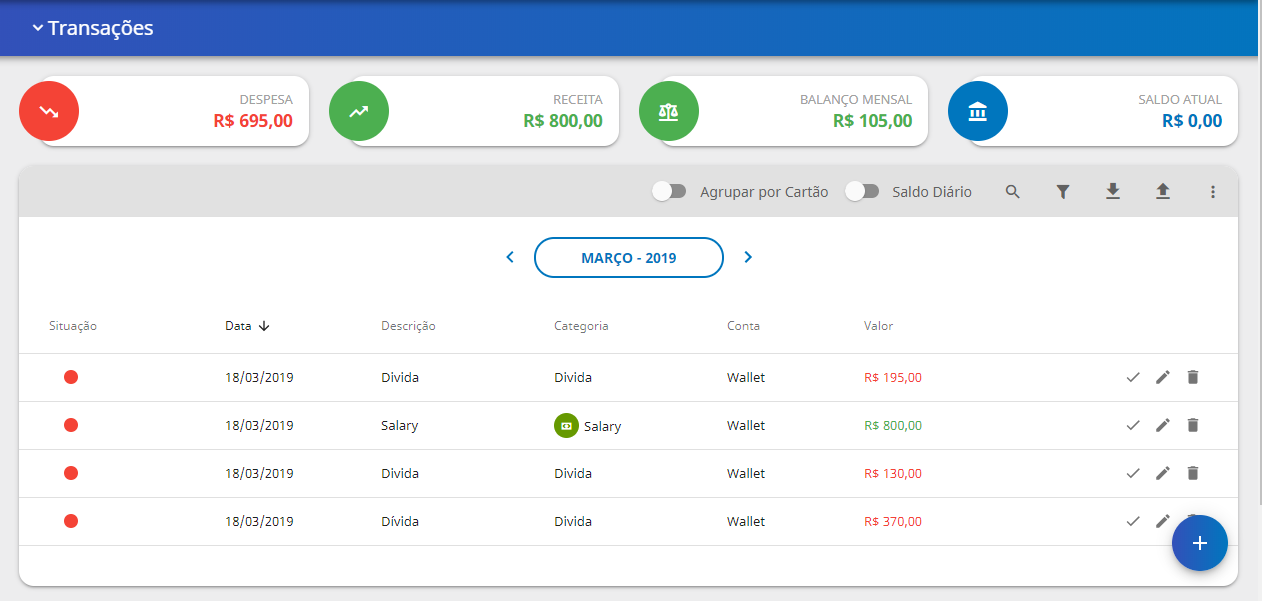 Transações
DESPESA
R$ 695,00
RECEITA
R$ 800,00
BALANÇO MENSAL
R$ 105,00
SALDO ATUAL
R$ 0,00
Agrupar por Cartão Saldo Diário
MARÇO - 2019
Situação Data Descrição Categoria Conta Valor
18/03/2019 Divida Divida Wallet R$ 195,00
18/03/2019 Salary Salary Wallet R$ 800,00
18/03/2019 Divida Divida Wallet R$ 130,00
18/03/2019 Dívida Divida Wallet R$ 370,00